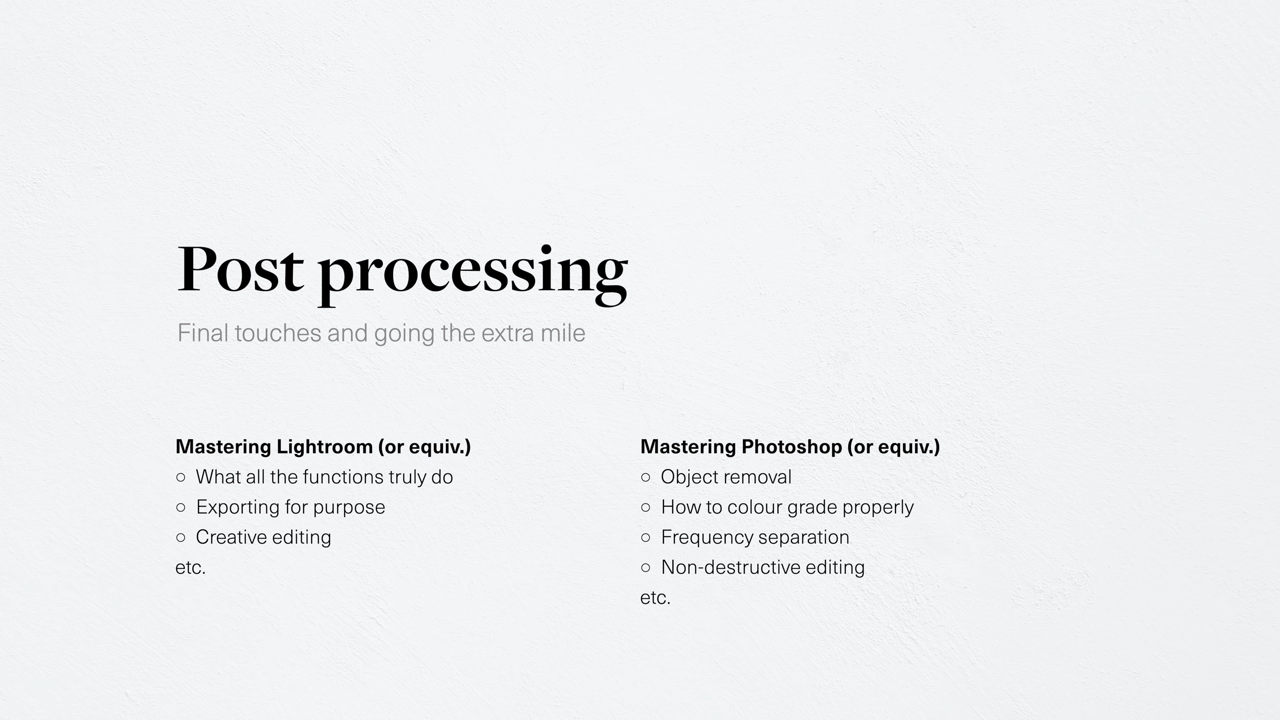 Post processing
Final touches and going the extra mile
Mastering Lightroom (or equiv.)
○ What all the functions truly do
○ Exporting for purpose
○ Creative editing
etc.
Mastering Photoshop (or equiv.)
○ Object removal
○ How to colour grade properly
○ Frequency separation
○ Non-destructive editing
etc.